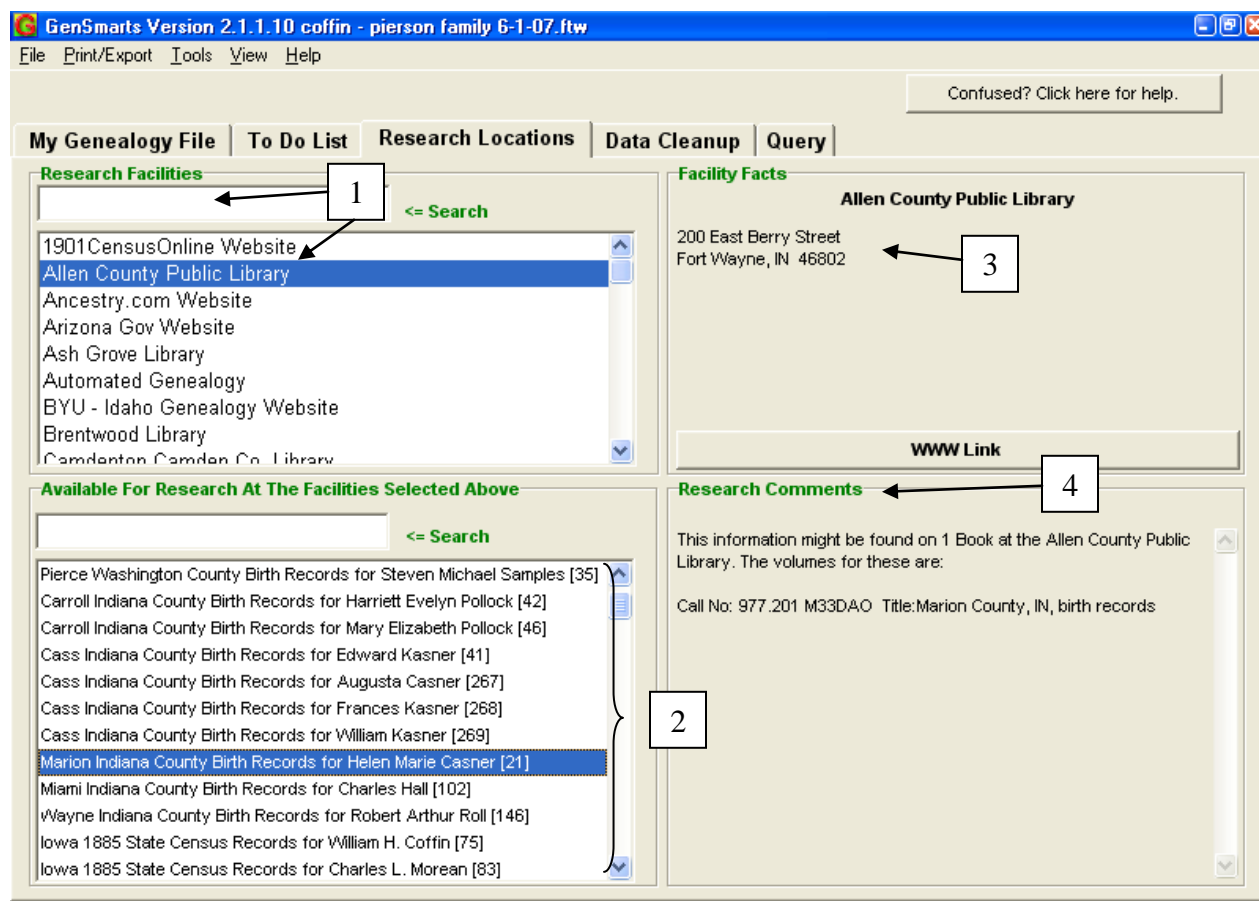 GenSmarts Version 2.1.1.10 coffin - pierson family 6-1-07.ftw
File Print/Export Tools View Help
Confused? Click here for help.
My Genealogy File To Do List Research Locations Data Cleanup Query
Research Facilities
1
<= Search
1901CensusOnline Website
Allen County Public Library
Ancestry.com Website
Arizona Gov Website
Ash Grove Library
Automated Genealogy
BYU - Idaho Genealogy Website
Brentwood Library
Camdenton Camden Co. Library
Facility Facts
Allen County Public Library
200 East Berry Street
Fort Wayne, IN 46802
3
WWW Link
Available For Research At The Facilities Selected Above
<= Search
Pierce Washington County Birth Records for Steven Michael Samples [35]
Carroll Indiana County Birth Records for Harriett Evelyn Pollock [42]
Carroll Indiana County Birth Records for Mary Elizabeth Pollock [46]
Cass Indiana County Birth Records for Edward Kasner [41]
Cass Indiana County Birth Records for Augusta Casner [267]
Cass Indiana County Birth Records for Frances Kasner [268]
Cass Indiana County Birth Records for William Kasner [269]
Marion Indiana County Birth Records for Helen Marie Casner [21]
Miami Indiana County Birth Records for Charles Hall [102]
Wayne Indiana County Birth Records for Robert Arthur Roll [146]
Iowa 1885 State Census Records for William H. Coffin [75]
Iowa 1885 State Census Records for Charles L. Morean [83]
2
Research Comments
4
This information might be found on 1 Book at the Allen County Public
Library. The volumes for these are:
Call No: 977.201 M33DAO Title:Marion County, IN, birth records